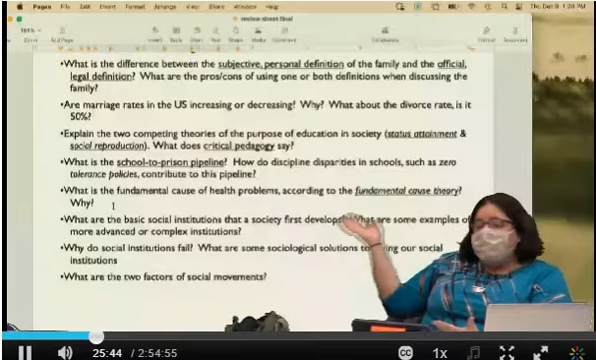 Pages File Edit Insert Format Arrange View Share Window Help
review sheet final
•What is the difference between the subjective, personal definition of the family and the official,
legal definition? What are the pros/cons of using one or both definitions when discussing the
family?
•Are marriage rates in the US increasing or decreasing? Why? What about the divorce rate, is it
50%?
•Explain the two competing theories of the purpose of education in society (status attainment &
social reproduction). What does critical pedagogy say?
•What is the school-to-prison pipeline? How do discipline disparities in schools, such as zero
tolerance policies, contribute to this pipeline?
•What is the fundamental cause of health problems, according to the fundamental cause theory?
Why?
•What are the basic social institutions that a society first develops? What are some examples of
more advanced or complex institutions?
•Why do social institutions fail? What are some sociological solutions to our social
institutions
•What are the two factors of social movements?
25:44 / 2:54:55 CC 1x